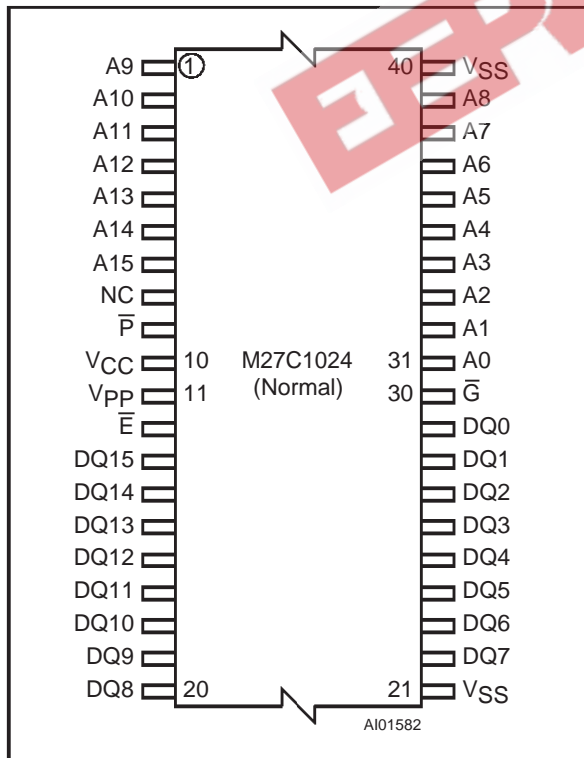 A9 1 40 VSS
A10 A8
A11 A7
A12 A6
A13 A5
A14 A4
A15 A3
NC A2
P̅ A1
VCC 10 M27C1024 31 A0
VPP 11 (Normal) 30 G̅
E̅ DQ0
DQ15 DQ1
DQ14 DQ2
DQ13 DQ3
DQ12 DQ4
DQ11 DQ5
DQ10 DQ6
DQ9 DQ7
DQ8 20 21 VSS
AI01582